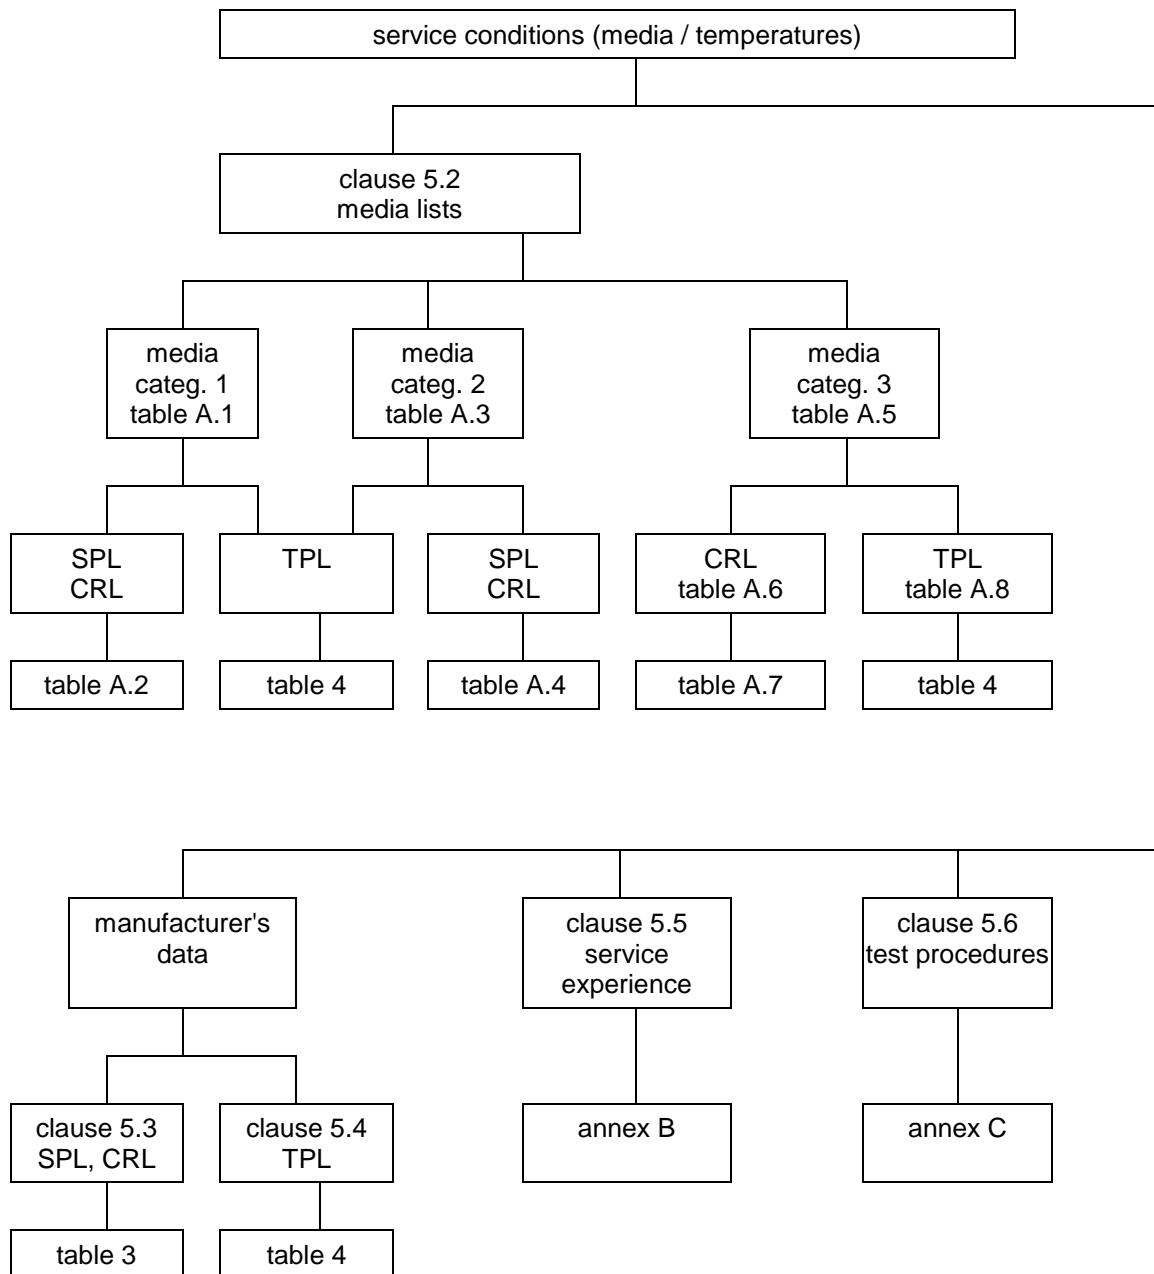 service conditions (media / temperatures)
clause 5.2
media lists
media
categ. 1
table A.1
media
categ. 2
table A.3
media
categ. 3
table A.5
SPL
CRL
TPL
SPL
CRL
CRL
table A.6
TPL
table A.8
table A.2
table 4
table A.4
table A.7
table 4
manufacturer's
data
clause 5.5
service
experience
clause 5.6
test procedures
clause 5.3
SPL, CRL
clause 5.4
TPL
annex B
annex C
table 3
table 4